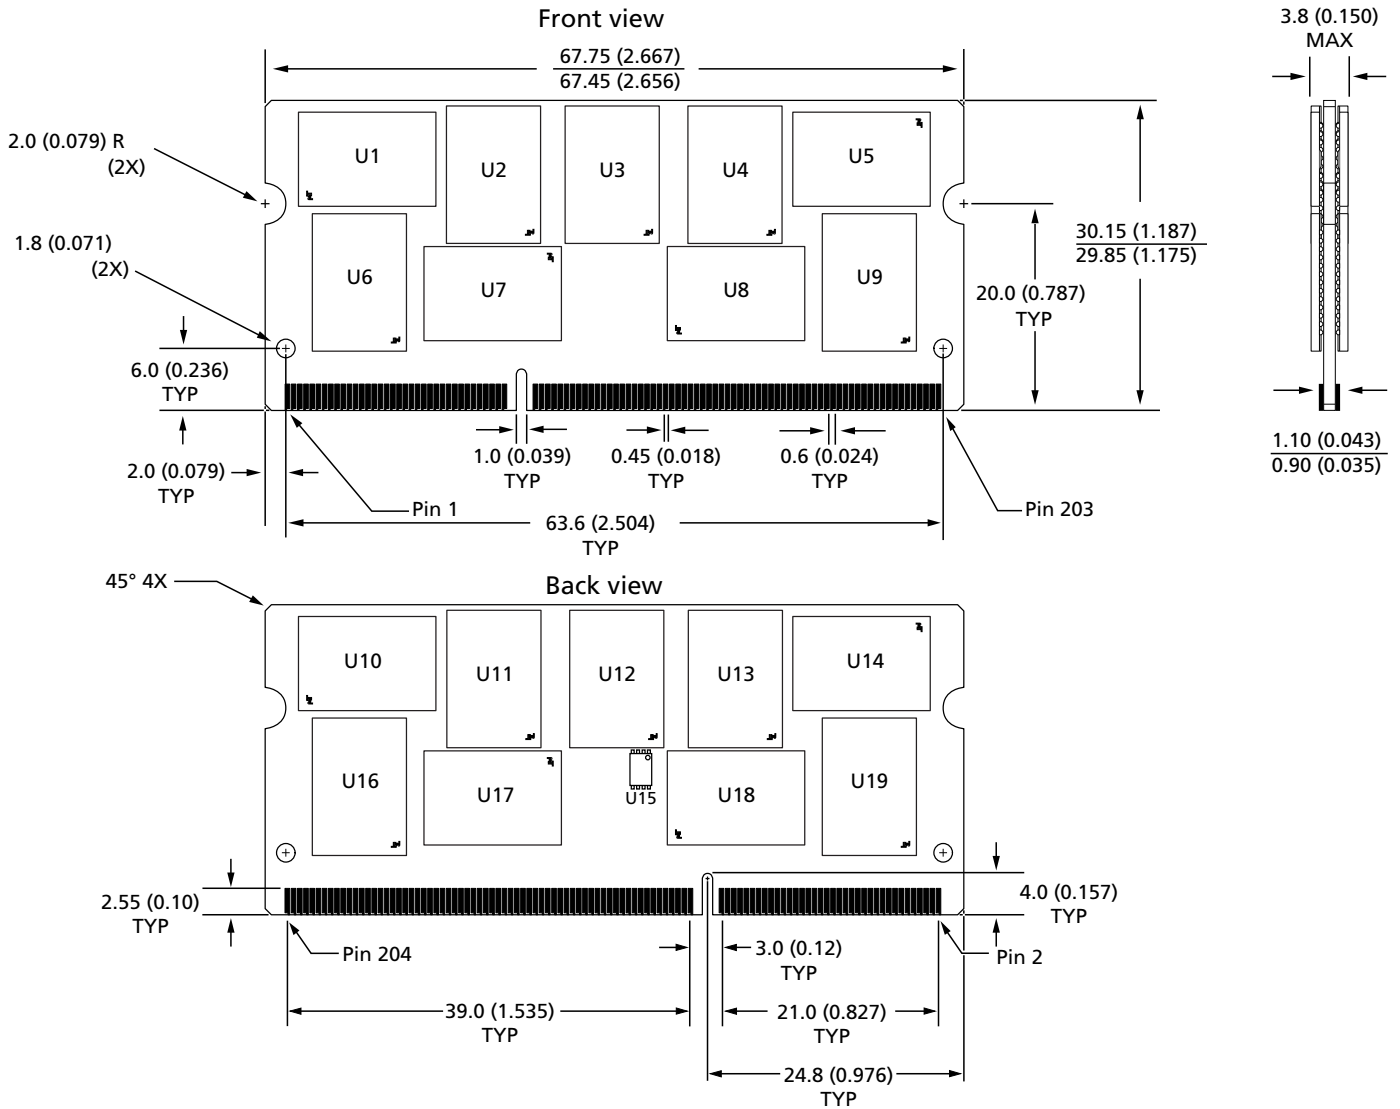 Front view
3.8 (0.150)
MAX
67.75 (2.667)
67.45 (2.656)
2.0 (0.079) R
(2X)
U1
U2
U3
U4
U5
1.8 (0.071)
(2X)
30.15 (1.187)
29.85 (1.175)
U6
U7
U8
U9
20.0 (0.787)
TYP
6.0 (0.236)
TYP
1.10 (0.043)
0.90 (0.035)
1.0 (0.039)
TYP
0.45 (0.018)
TYP
0.6 (0.024)
TYP
2.0 (0.079)
TYP
Pin 1
Pin 203
63.6 (2.504)
TYP
45° 4X
Back view
U10
U11
U12
U13
U14
U16
U17
U15
U18
U19
2.55 (0.10)
TYP
4.0 (0.157)
TYP
Pin 204
3.0 (0.12)
TYP
Pin 2
39.0 (1.535)
TYP
21.0 (0.827)
TYP
24.8 (0.976)
TYP